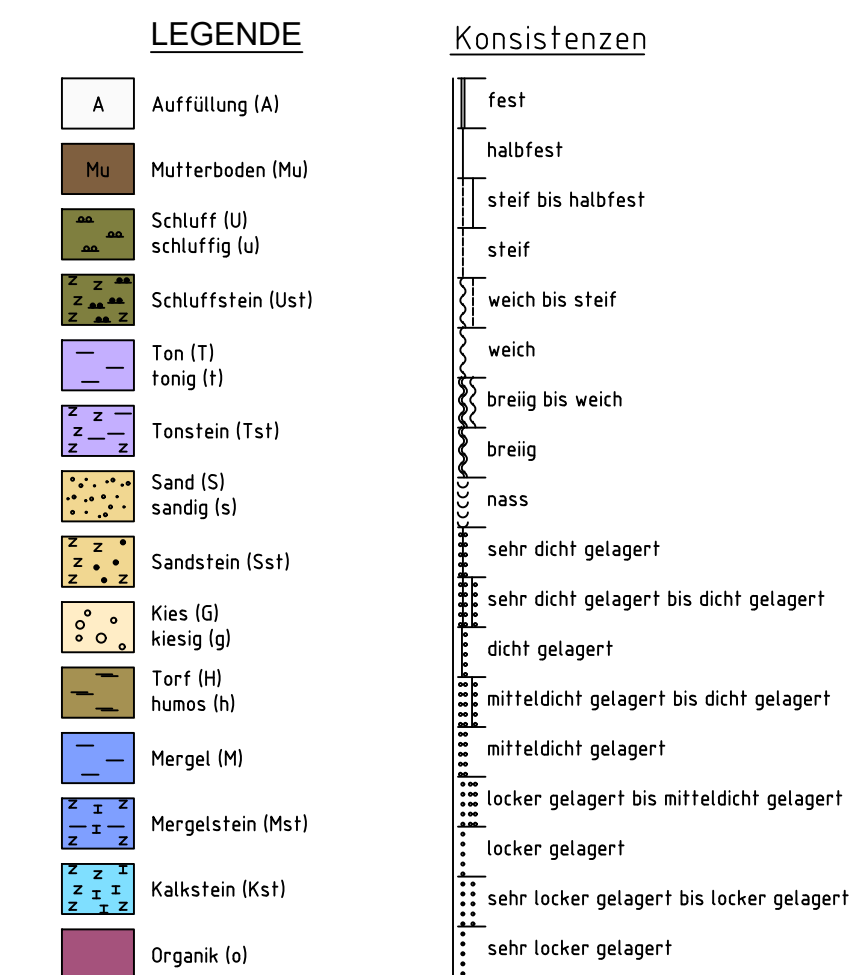 LEGENDE
A
Auffüllung (A)
Mu
Mutterboden (Mu)
Schluff (U)
schluffig (u)
Schluffstein (Ust)
Ton (T)
tonig (t)
Tonstein (Tst)
Sand (S)
sandig (s)
Sandstein (Sst)
Kies (G)
kiesig (g)
Torf (H)
humos (h)
Mergel (M)
Mergelstein (Mst)
Kalkstein (Kst)
Organik (o)
Konsistenzen
fest
halbfest
steif bis halbfest
steif
weich bis steif
weich
breiig bis weich
breiig
nass
sehr dicht gelagert
sehr dicht gelagert bis dicht gelagert
dicht gelagert
mitteldicht gelagert bis dicht gelagert
mitteldicht gelagert
locker gelagert bis mitteldicht gelagert
locker gelagert
sehr locker gelagert bis locker gelagert
sehr locker gelagert